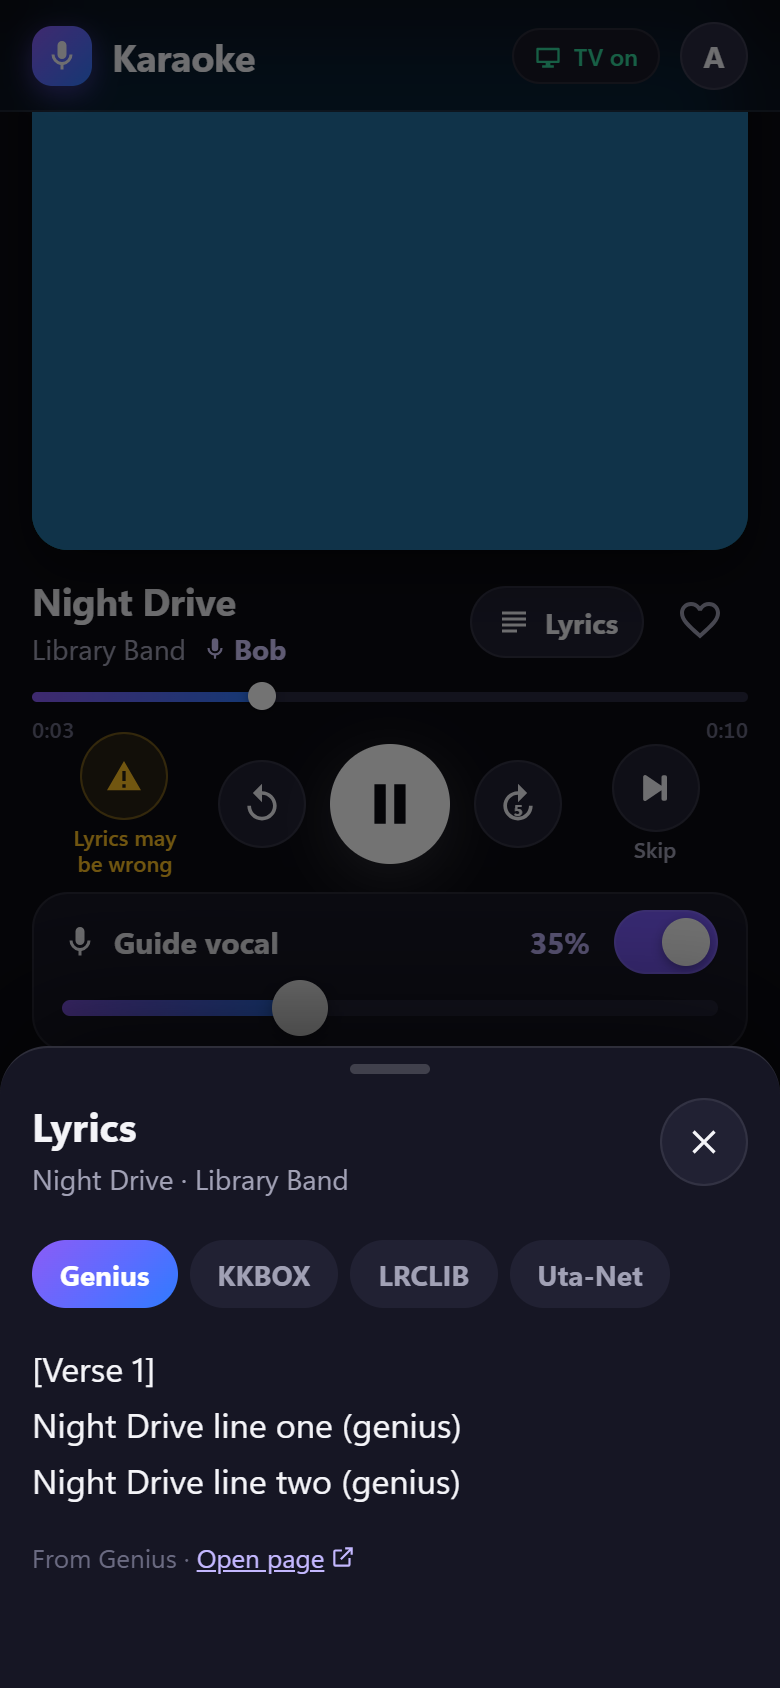 Karaoke
TV on
A
Night Drive
Lyrics
Library Band
Bob
0:03
0:10
Lyrics may
be wrong
5
Skip
Guide vocal
35%
Lyrics
Night Drive · Library Band
Genius
KKBOX
LRCLIB
Uta-Net
[Verse 1]
Night Drive line one (genius)
Night Drive line two (genius)
From Genius · Open page